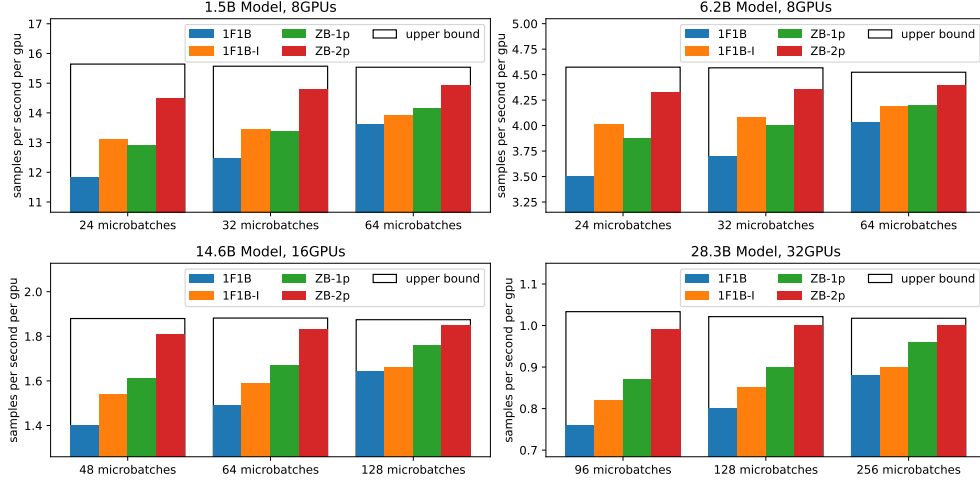 1.5B Model, 8GPUs
samples per second per gpu
17
16
15
14
13
12
11
1F1B
1F1B-I
ZB-1p
ZB-2p
upper bound
24 microbatches
32 microbatches
64 microbatches
6.2B Model, 8GPUs
samples per second per gpu
5.00
4.75
4.50
4.25
4.00
3.75
3.50
3.25
1F1B
1F1B-I
ZB-1p
ZB-2p
upper bound
24 microbatches
32 microbatches
64 microbatches
14.6B Model, 16GPUs
samples per second per gpu
2.0
1.8
1.6
1.4
1F1B
1F1B-I
ZB-1p
ZB-2p
upper bound
48 microbatches
64 microbatches
128 microbatches
28.3B Model, 32GPUs
samples per second per gpu
1.1
1.0
0.9
0.8
0.7
1F1B
1F1B-I
ZB-1p
ZB-2p
upper bound
96 microbatches
128 microbatches
256 microbatches